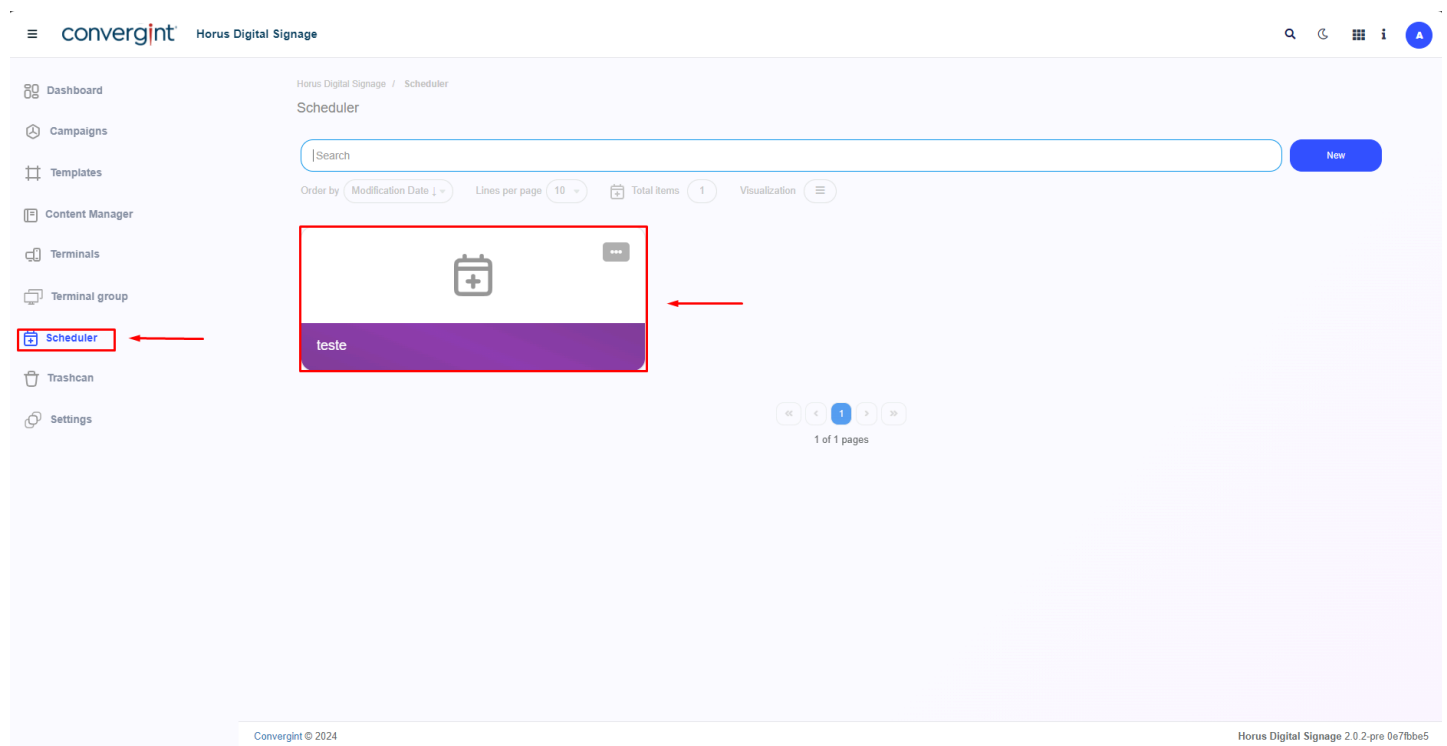 convergint Horus Digital Signage
A
Dashboard
Campaigns
Templates
Content Manager
Terminals
Terminal group
Scheduler
Trashcan
Settings
Horus Digital Signage / Scheduler
Scheduler
Search
New
Order by Modification Date ↓ Lines per page 10 Total items 1 Visualization
teste
« ‹ 1 › »
1 of 1 pages
Convergint © 2024
Horus Digital Signage 2.0.2-pre 0e7fbbe5